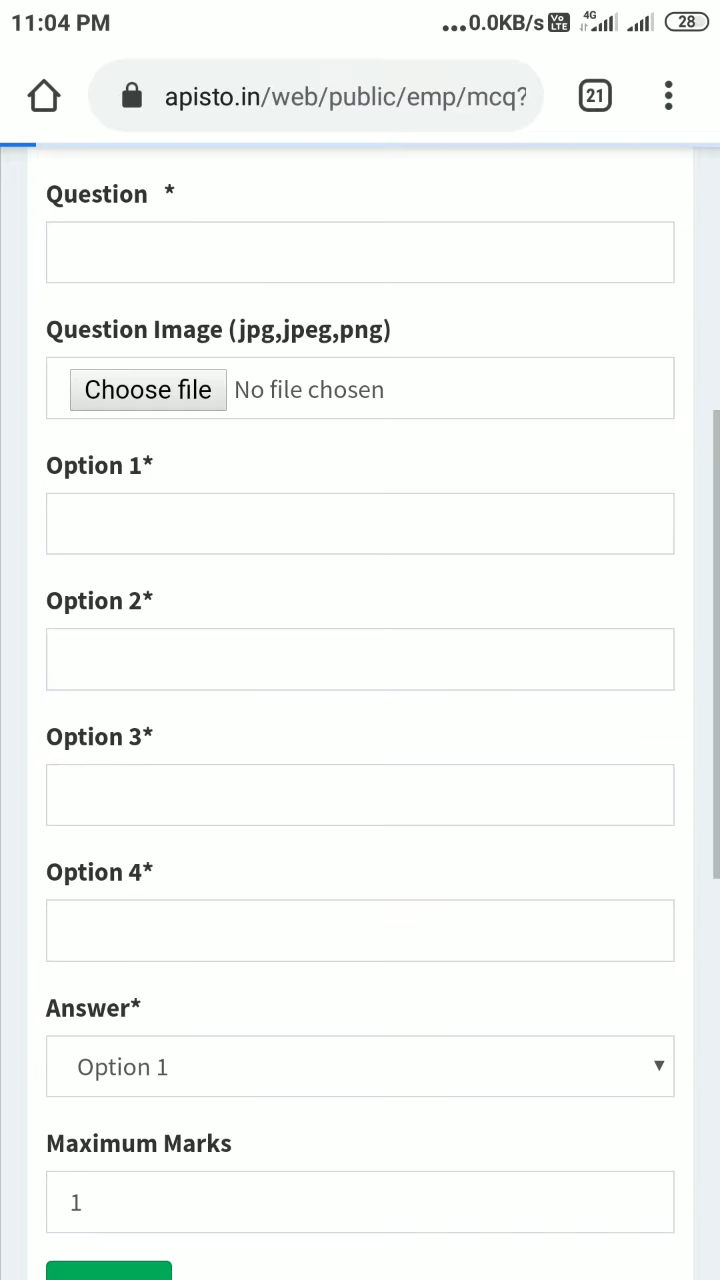 11:04 PM ...0.0KB/s Vo LTE 4G 28
apisto.in/web/public/emp/mcq? 21
Question *
Question Image (jpg,jpeg,png)
Choose file No file chosen
Option 1*
Option 2*
Option 3*
Option 4*
Answer*
Option 1
Maximum Marks
1